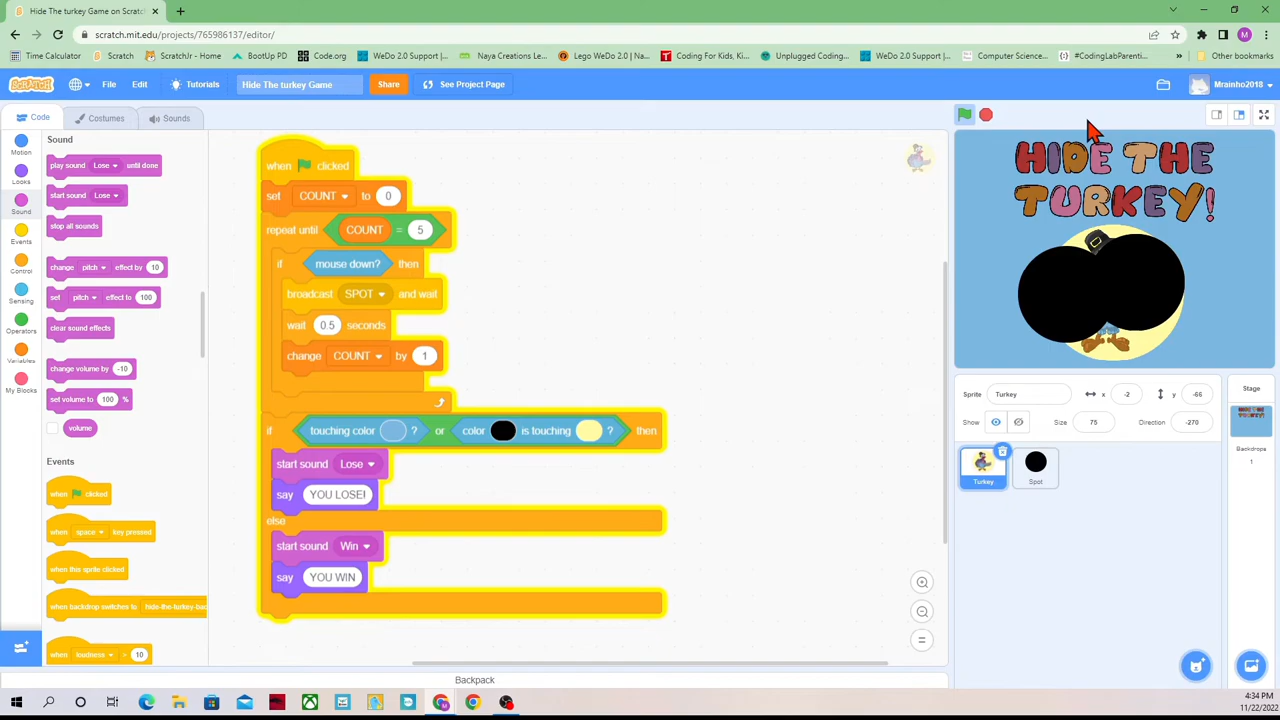 Hide The turkey Game on Scratch
scratch.mit.edu/projects/765986137/editor/
Time Calculator Scratch ScratchJr - Home BootUp PD Code.org WeDo 2.0 Support |... Naya Creations Le... Lego WeDo 2.0 | Na... Coding For Kids, Ki... Unplugged Coding... WeDo 2.0 Support |... Computer Science... #CodingLabParenti... » Other bookmarks
SCRATCH File Edit Tutorials Hide The turkey Game Share See Project Page Mrainho2018
Code Costumes Sounds
Motion
Looks
Sound
Events
Control
Sensing
Operators
Variables
My Blocks
Sound
play sound Lose until done
start sound Lose
stop all sounds
change pitch effect by 10
set pitch effect to 100
clear sound effects
change volume by -10
set volume to 100 %
volume
Events
when clicked
when space key pressed
when this sprite clicked
when backdrop switches to hide-the-turkey-bac
when loudness > 10
when clicked
set COUNT to 0
repeat until COUNT = 5
if mouse down? then
broadcast SPOT and wait
wait 0.5 seconds
change COUNT by 1
if touching color ? or color is touching ? then
start sound Lose
say YOU LOSE!
else
start sound Win
say YOU WIN
HIDE THE
TURKEY!
Sprite Turkey x -2 y -66
Show Size 75 Direction -270
Turkey
Spot
Stage
Backdrops
1
Backpack
4:34 PM
11/22/2022